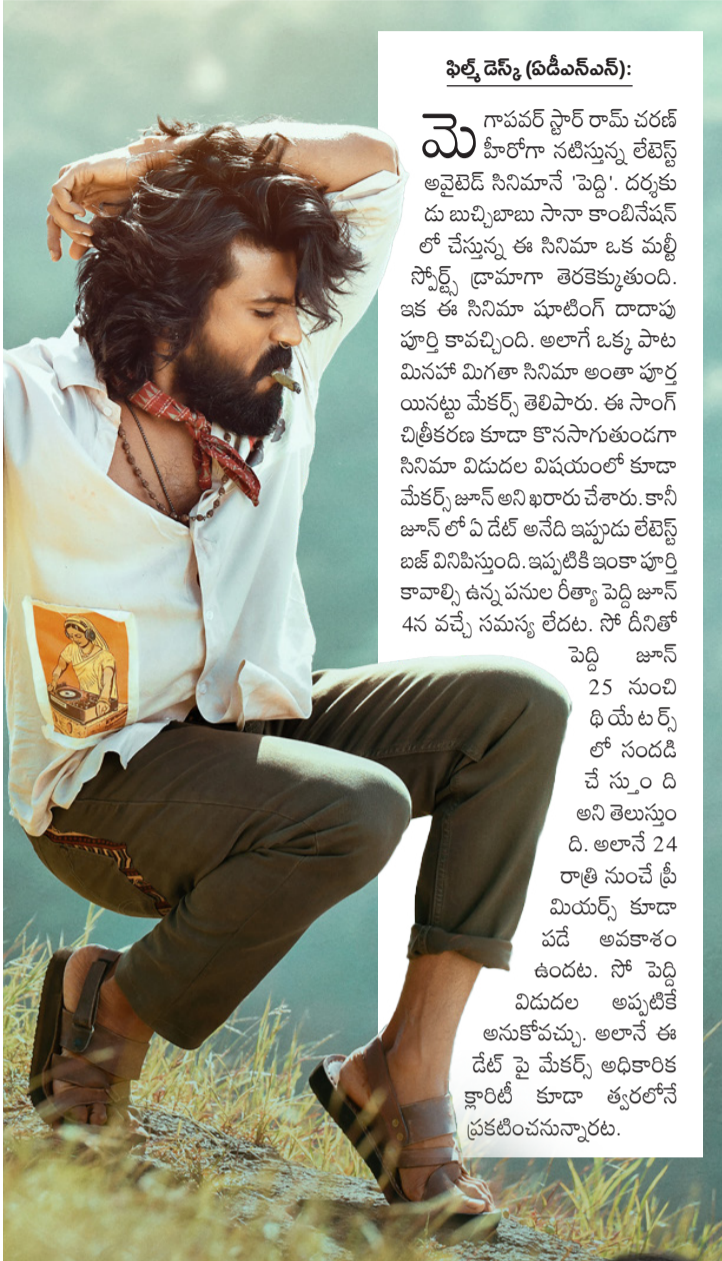 ఫిల్మ్ డెస్క్ (ఏడీఎన్ఎన్):
మెగాపవర్ స్టార్ రామ్ చరణ్
హీరోగా నటిస్తున్న లేటెస్ట్
అవైటెడ్ సినిమానే 'పెద్ది'. దర్శకు
డు బుచ్చిబాబు సానా కాంబినేషన్
లో చేస్తున్న ఈ సినిమా ఒక మల్టీ
స్పోర్ట్స్ డ్రామాగా తెరకెక్కుతుంది.
ఇక ఈ సినిమా షూటింగ్ దాదాపు
పూర్తి కావచ్చింది. అలాగే ఒక్క పాట
మినహా మిగతా సినిమా అంతా పూర్త
యినట్టు మేకర్స్ తెలిపారు. ఈ సాంగ్
చిత్రీకరణ కూడా కొనసాగుతుండగా
సినిమా విడుదల విషయంలో కూడా
మేకర్స్ జూన్ అని ఖరారు చేశారు. కానీ
జూన్ లో ఏ డేట్ అనేది ఇప్పుడు లేటెస్ట్
బజ్ వినిపిస్తుంది. ఇప్పటికి ఇంకా పూర్తి
కావాల్సి ఉన్న పనుల రీత్యా పెద్ది జూన్
4న వచ్చే సమస్య లేదట. సో దీనితో
పెద్ది జూన్
25 నుంచి
థియేటర్స్
లో సందడి
చే స్తుం ది
అని తెలుస్తుం
ది. అలానే 24
రాత్రి నుంచే ప్రీ
మియర్స్ కూడా
పడే అవకాశం
ఉందట. సో పెద్ది
విడుదల అప్పటికే
అనుకోవచ్చు. అలానే ఈ
డేట్ పై మేకర్స్ అధికారిక
క్లారిటీ కూడా త్వరలోనే
ప్రకటించనున్నారట.